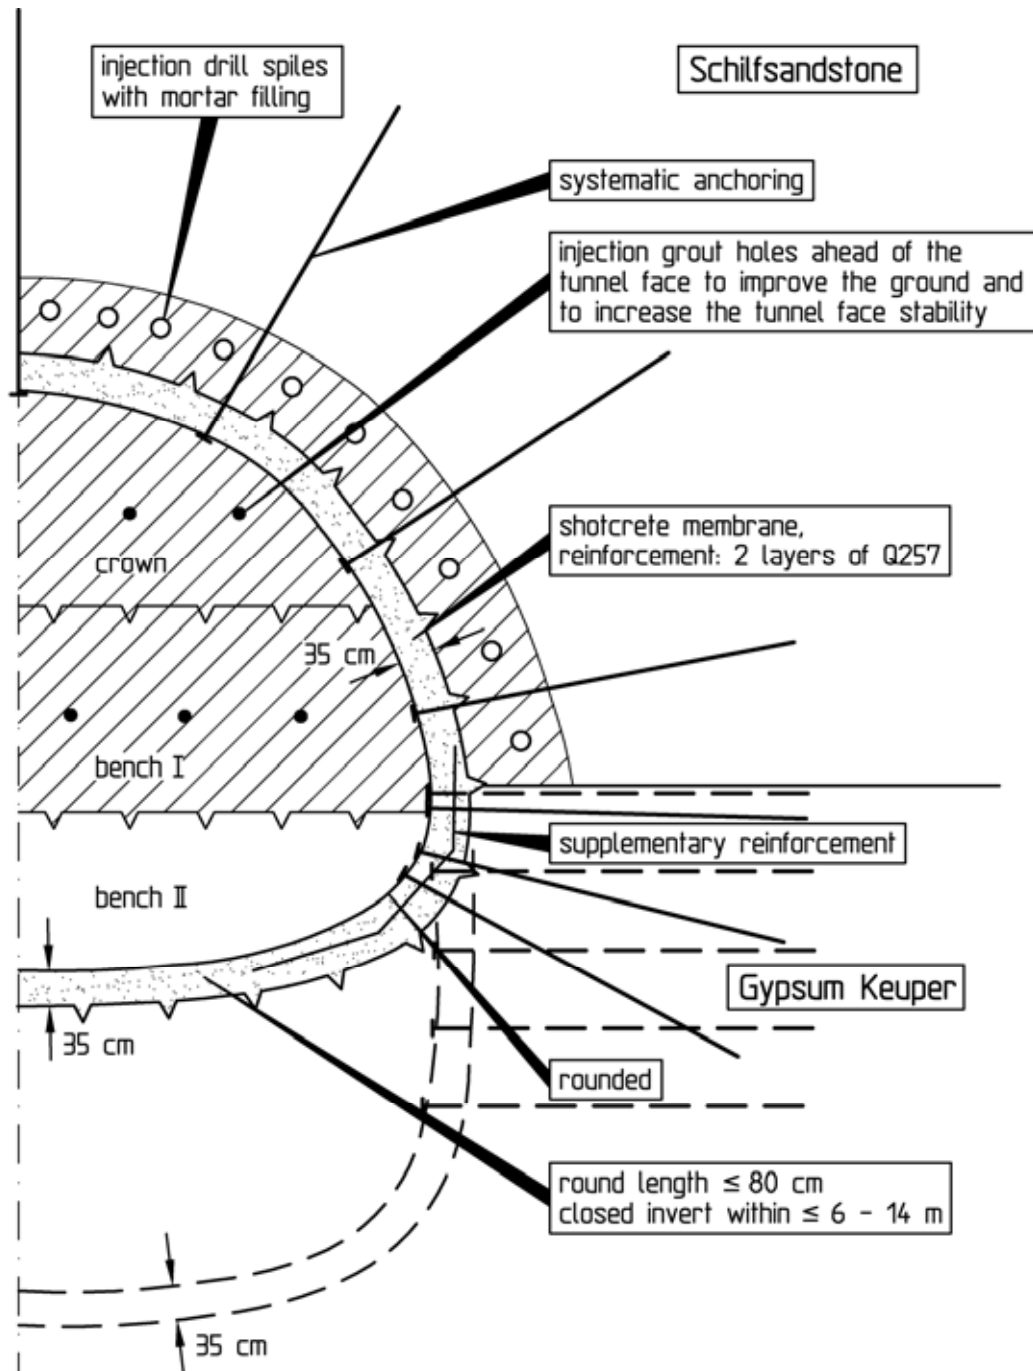 injection drill spiles
with mortar filling
Schilfsandstone
systematic anchoring
injection grout holes ahead of the
tunnel face to improve the ground and
to increase the tunnel face stability
shotcrete membrane,
reinforcement: 2 layers of Q257
crown
35 cm
bench I
supplementary reinforcement
bench II
Gypsum Keuper
35 cm
rounded
round length ≤ 80 cm
closed invert within ≤ 6 - 14 m
35 cm